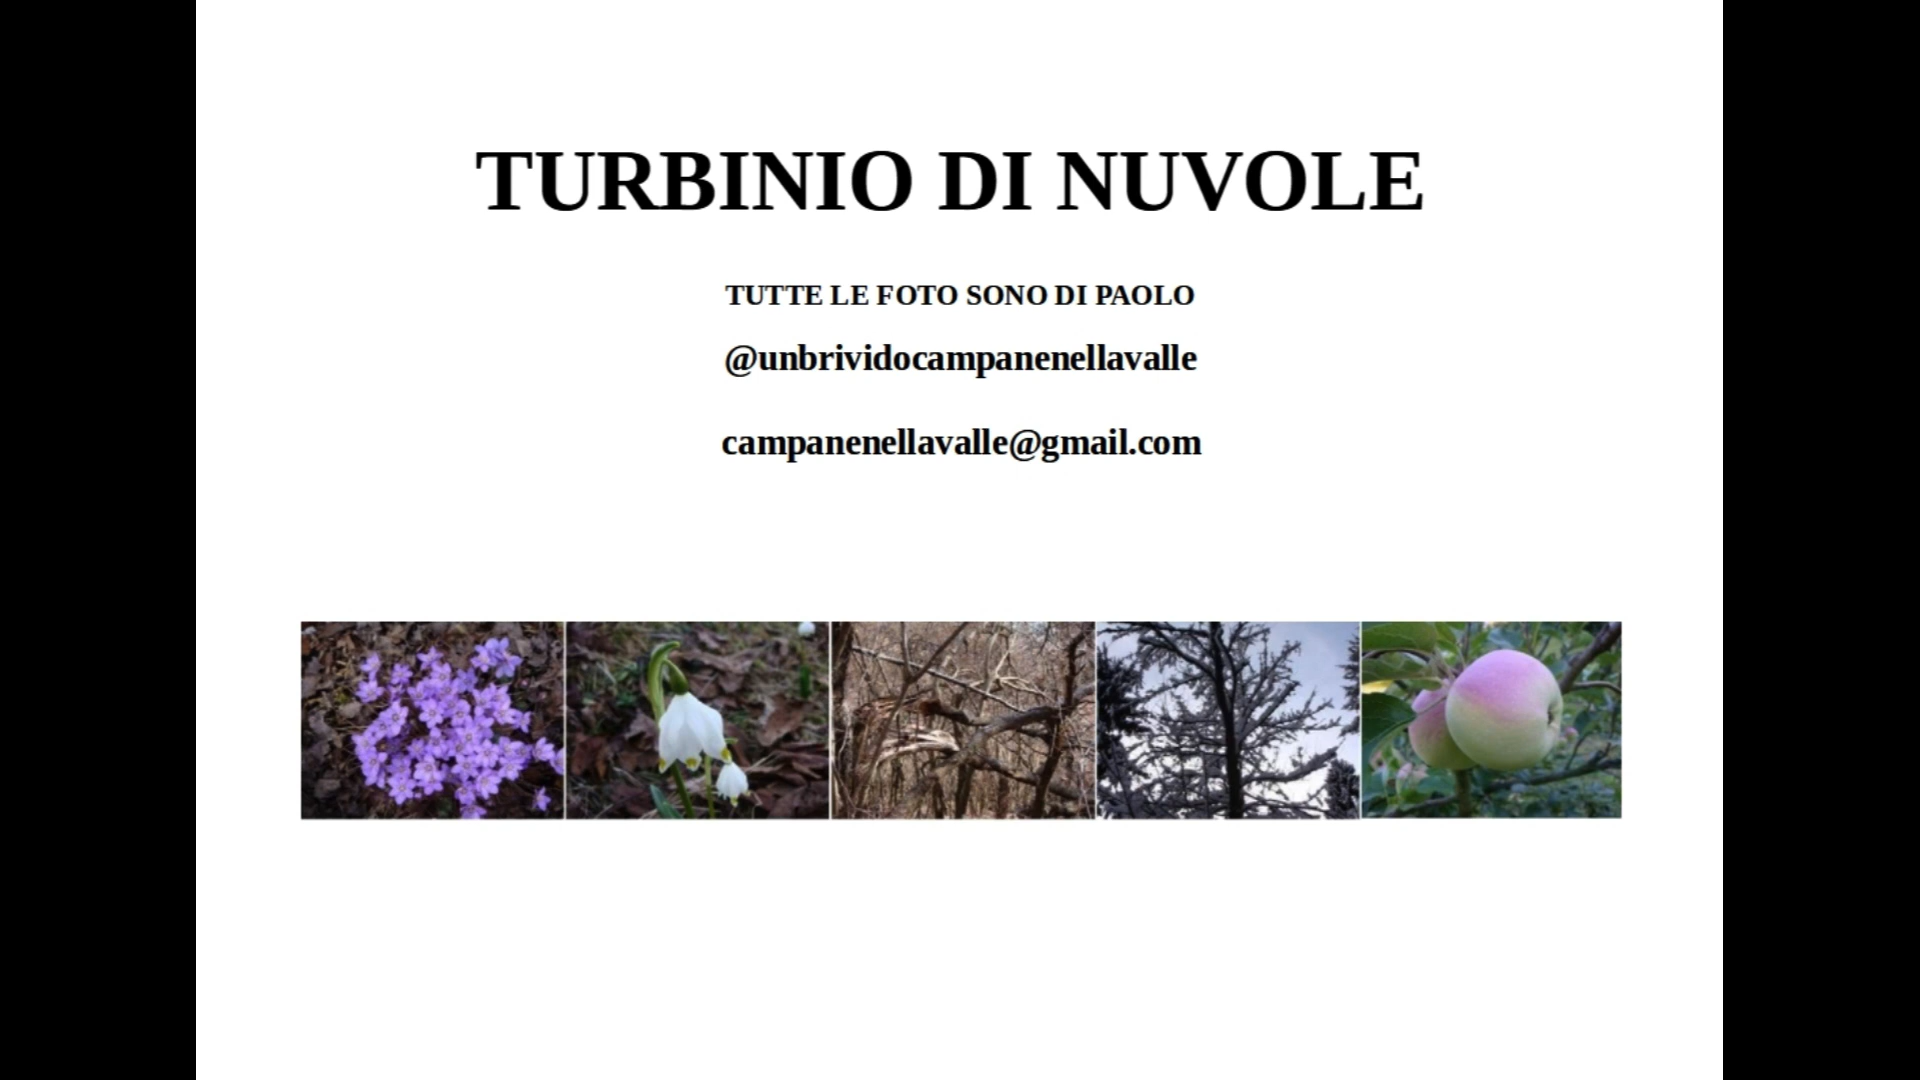 TURBINIO DI NUVOLE
TUTTE LE FOTO SONO DI PAOLO
@unbrividocampanenellavalle
campanenellavalle@gmail.com